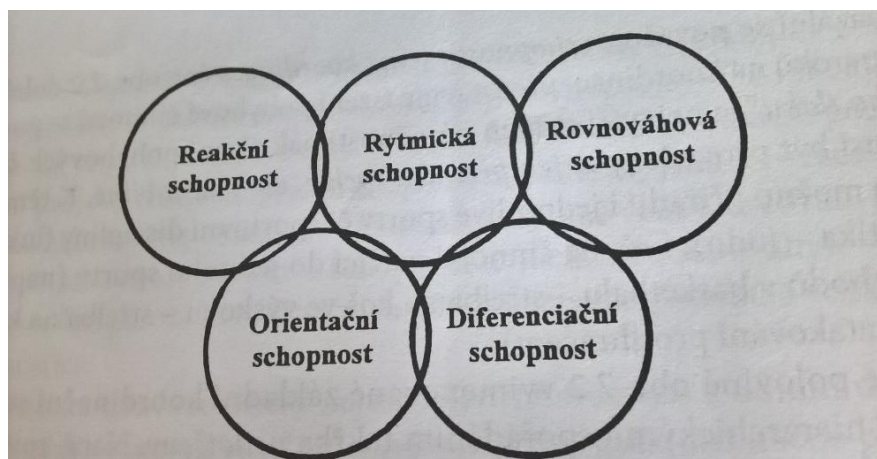 Reakční
schopnost
Rytmická
schopnost
Rovnováhová
schopnost
Orientační
schopnost
Diferenciační
schopnost